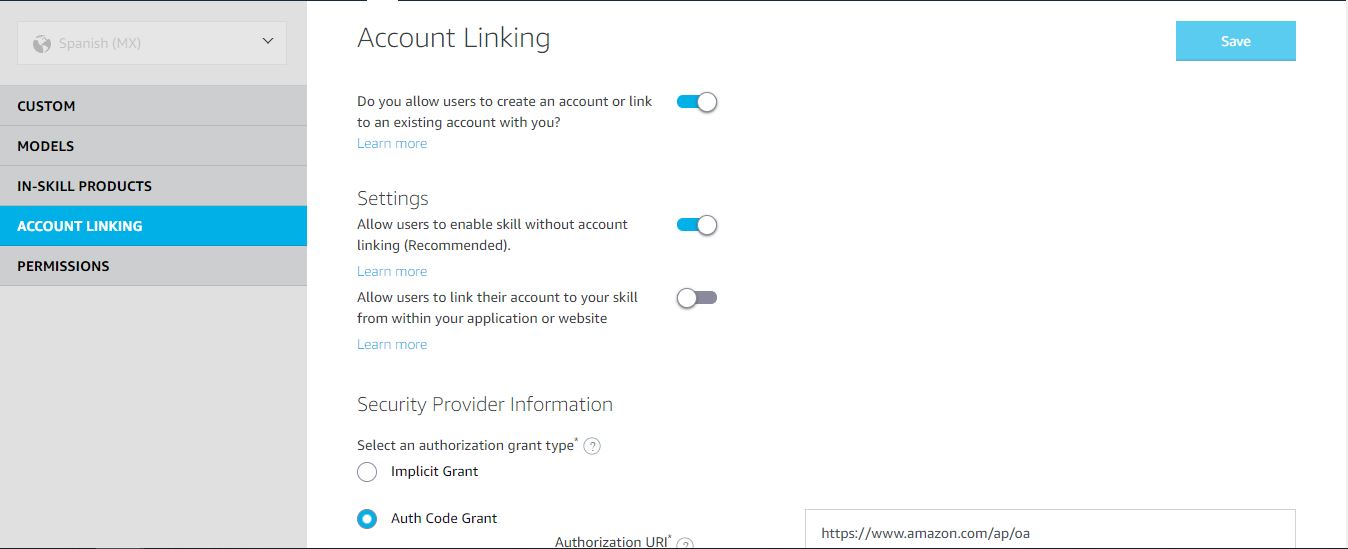 Spanish (MX)
CUSTOM
MODELS
IN-SKILL PRODUCTS
ACCOUNT LINKING
PERMISSIONS
Account Linking
Save
Do you allow users to create an account or link
to an existing account with you?
Learn more
Settings
Allow users to enable skill without account
linking (Recommended).
Learn more
Allow users to link their account to your skill
from within your application or website
Learn more
Security Provider Information
Select an authorization grant type* ?
Implicit Grant
Auth Code Grant
Authorization URI* ?
https://www.amazon.com/ap/oa